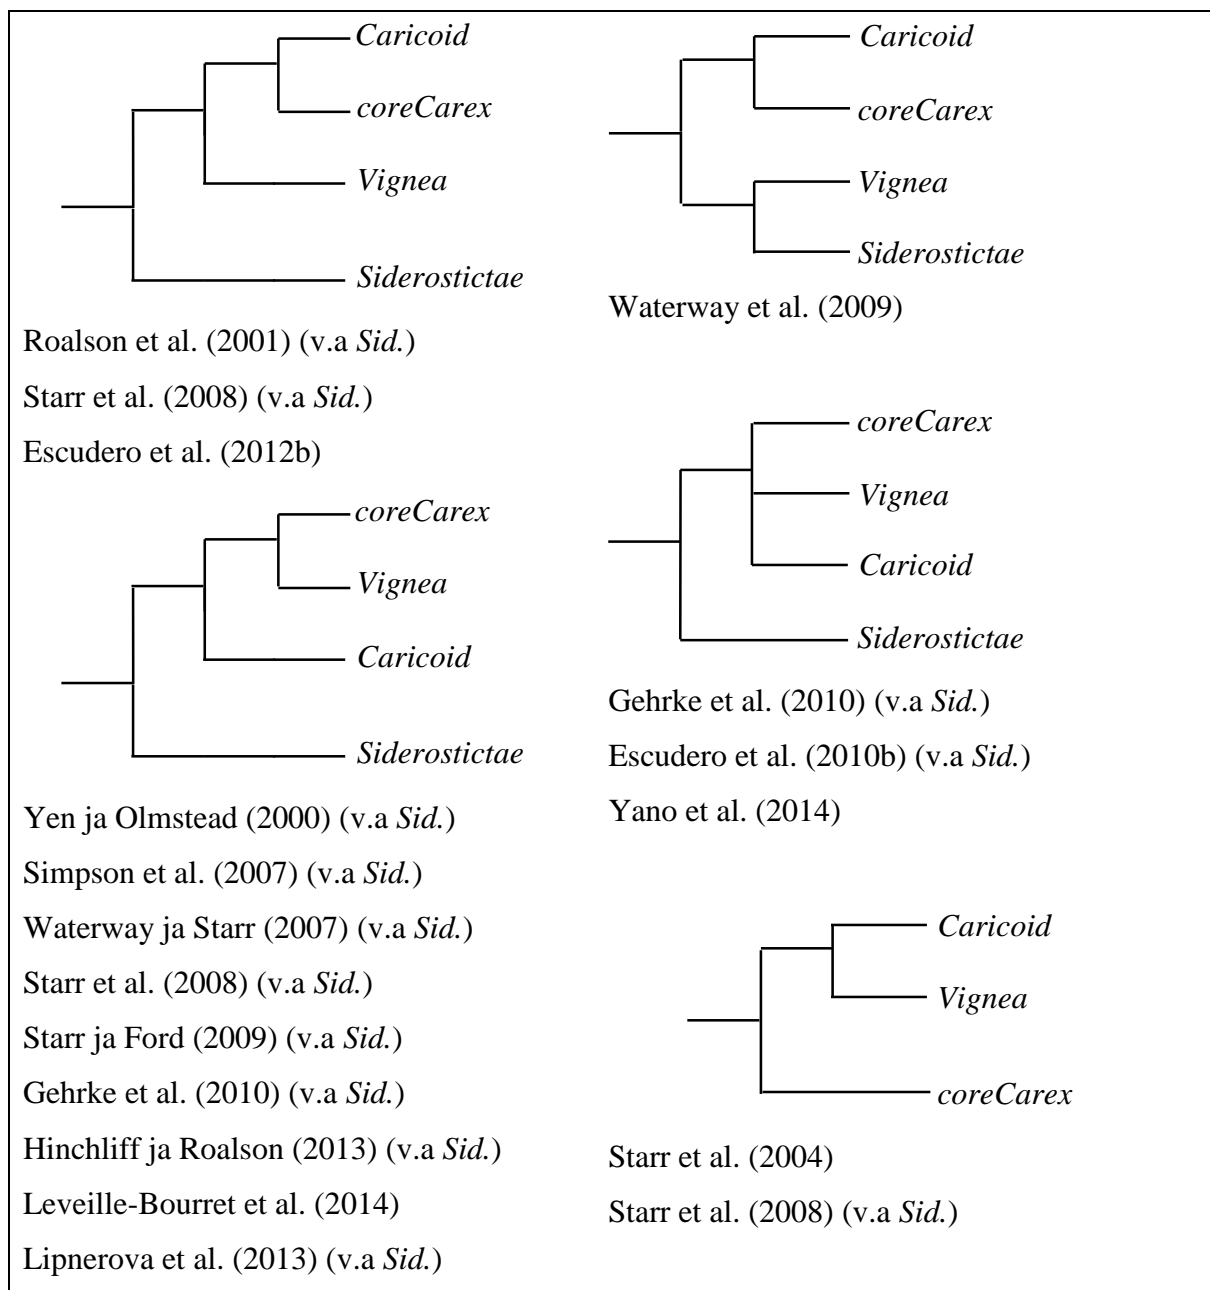 Caricoid
coreCarex
Vignea
Siderostictae
Roalson et al. (2001) (v.a Sid.)
Starr et al. (2008) (v.a Sid.)
Escudero et al. (2012b)
coreCarex
Vignea
Caricoid
Siderostictae
Yen ja Olmstead (2000) (v.a Sid.)
Simpson et al. (2007) (v.a Sid.)
Waterway ja Starr (2007) (v.a Sid.)
Starr et al. (2008) (v.a Sid.)
Starr ja Ford (2009) (v.a Sid.)
Gehrke et al. (2010) (v.a Sid.)
Hinchliff ja Roalson (2013) (v.a Sid.)
Leveille-Bourret et al. (2014)
Lipnerova et al. (2013) (v.a Sid.)
Caricoid
coreCarex
Vignea
Siderostictae
Waterway et al. (2009)
coreCarex
Vignea
Caricoid
Siderostictae
Gehrke et al. (2010) (v.a Sid.)
Escudero et al. (2010b) (v.a Sid.)
Yano et al. (2014)
Caricoid
Vignea
coreCarex
Starr et al. (2004)
Starr et al. (2008) (v.a Sid.)